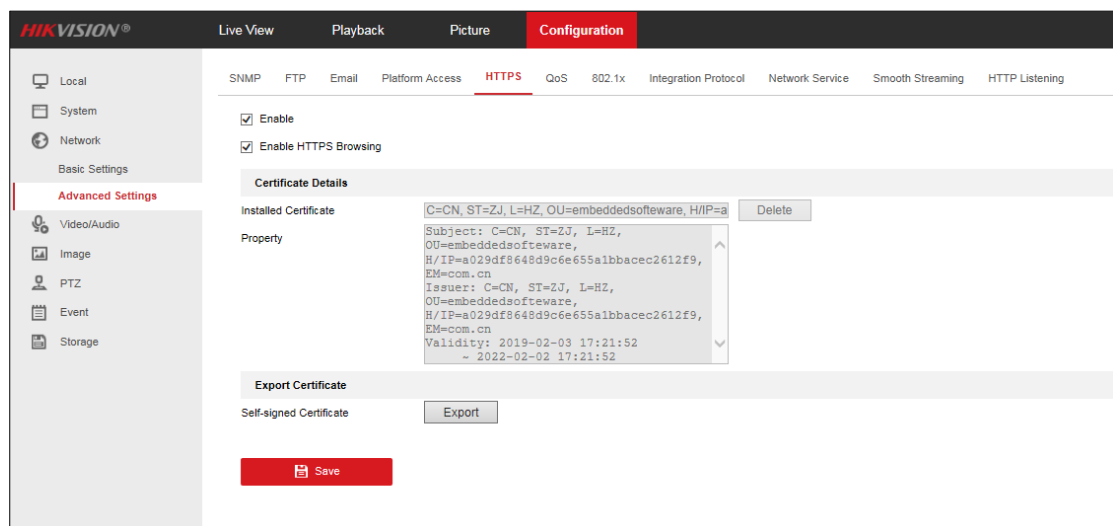 HIKVISION® Live View Playback Picture Configuration
Local
System
Network
Basic Settings
Advanced Settings
Video/Audio
Image
PTZ
Event
Storage
SNMP FTP Email Platform Access HTTPS QoS 802.1x Integration Protocol Network Service Smooth Streaming HTTP Listening
Enable
Enable HTTPS Browsing
Certificate Details
Installed Certificate C=CN, ST=ZJ, L=HZ, OU=embeddedsofteware, H/IP=a Delete
Property
Subject: C=CN, ST=ZJ, L=HZ,
OU=embeddedsofteware,
H/IP=a029df8648d9c6e655a1bbacec2612f9,
EM=com.cn
Issuer: C=CN, ST=ZJ, L=HZ,
OU=embeddedsofteware,
H/IP=a029df8648d9c6e655a1bbacec2612f9,
EM=com.cn
Validity: 2019-02-03 17:21:52
~ 2022-02-02 17:21:52
Export Certificate
Self-signed Certificate Export
Save